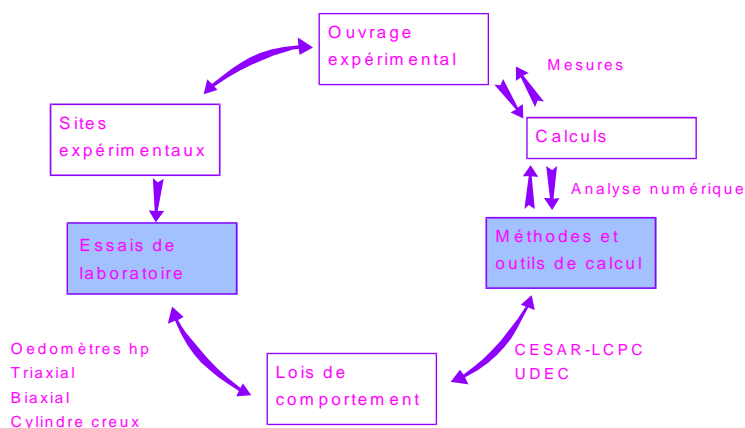 Ouvrage
expérimental
Mesures
Sites
expérimentaux
Calculs
Analyse numérique
Essais de
laboratoire
Méthodes et
outils de calcul
Oedomètres hp
Triaxial
Biaxial
Cylindre creux
Lois de
comportement
CESAR-LCPC
UDEC